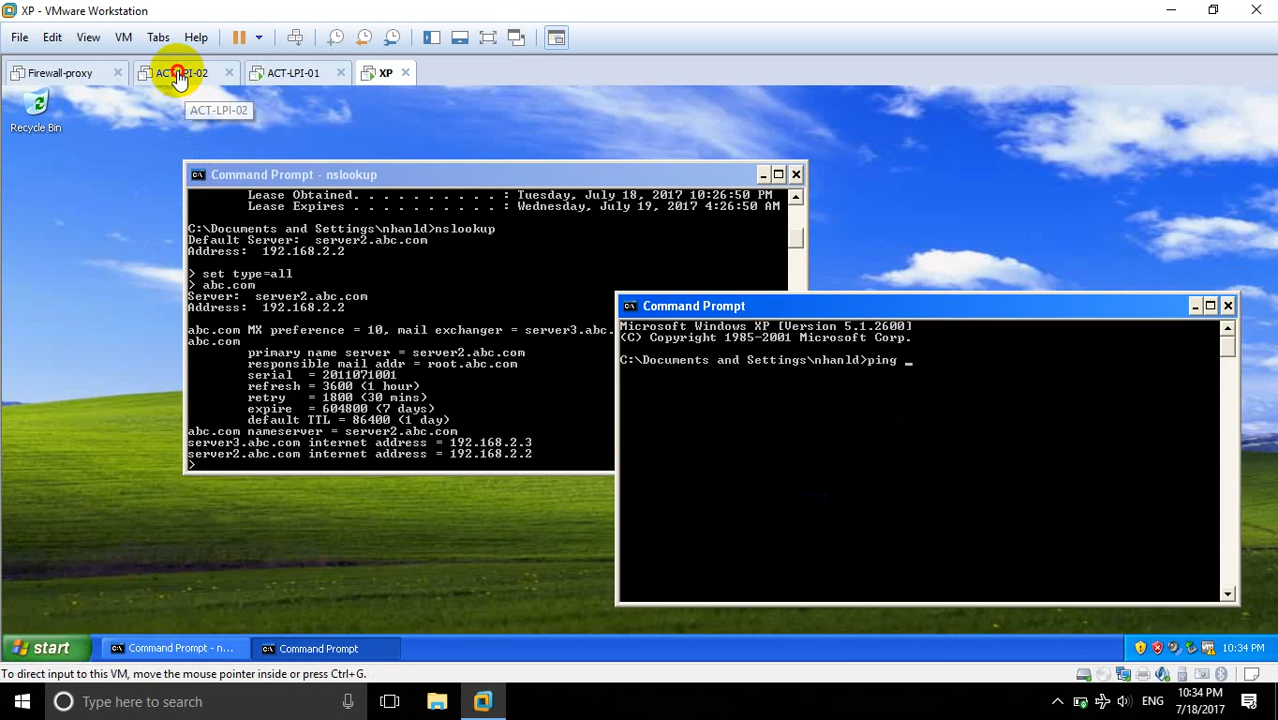 XP - VMware Workstation
File Edit View VM Tabs Help
Firewall-proxy ACT-LPI-02 ACT-LPI-01 XP
ACT-LPI-02
Recycle Bin
Command Prompt - nslookup
Lease Obtained. . . . . . . . . . : Tuesday, July 18, 2017 10:26:50 PM
Lease Expires . . . . . . . . . . : Wednesday, July 19, 2017 4:26:50 AM
C:\Documents and Settings\nhanld>nslookup
Default Server:  server2.abc.com
Address:  192.168.2.2
> set type=all
> abc.com
Server:  server2.abc.com
Address:  192.168.2.2
abc.com MX preference = 10, mail exchanger = server3.abc.
abc.com
primary name server = server2.abc.com
responsible mail addr = root.abc.com
serial  = 2011071001
refresh = 3600 (1 hour)
retry   = 1800 (30 mins)
expire  = 604800 (7 days)
default TTL = 86400 (1 day)
abc.com nameserver = server2.abc.com
server3.abc.com internet address = 192.168.2.3
server2.abc.com internet address = 192.168.2.2
>
Command Prompt
Microsoft Windows XP [Version 5.1.2600]
(C) Copyright 1985-2001 Microsoft Corp.
C:\Documents and Settings\nhanld>ping _
start Command Prompt - n... Command Prompt 10:34 PM
To direct input to this VM, move the mouse pointer inside or press Ctrl+G.
Type here to search ENG 10:34 PM
7/18/2017